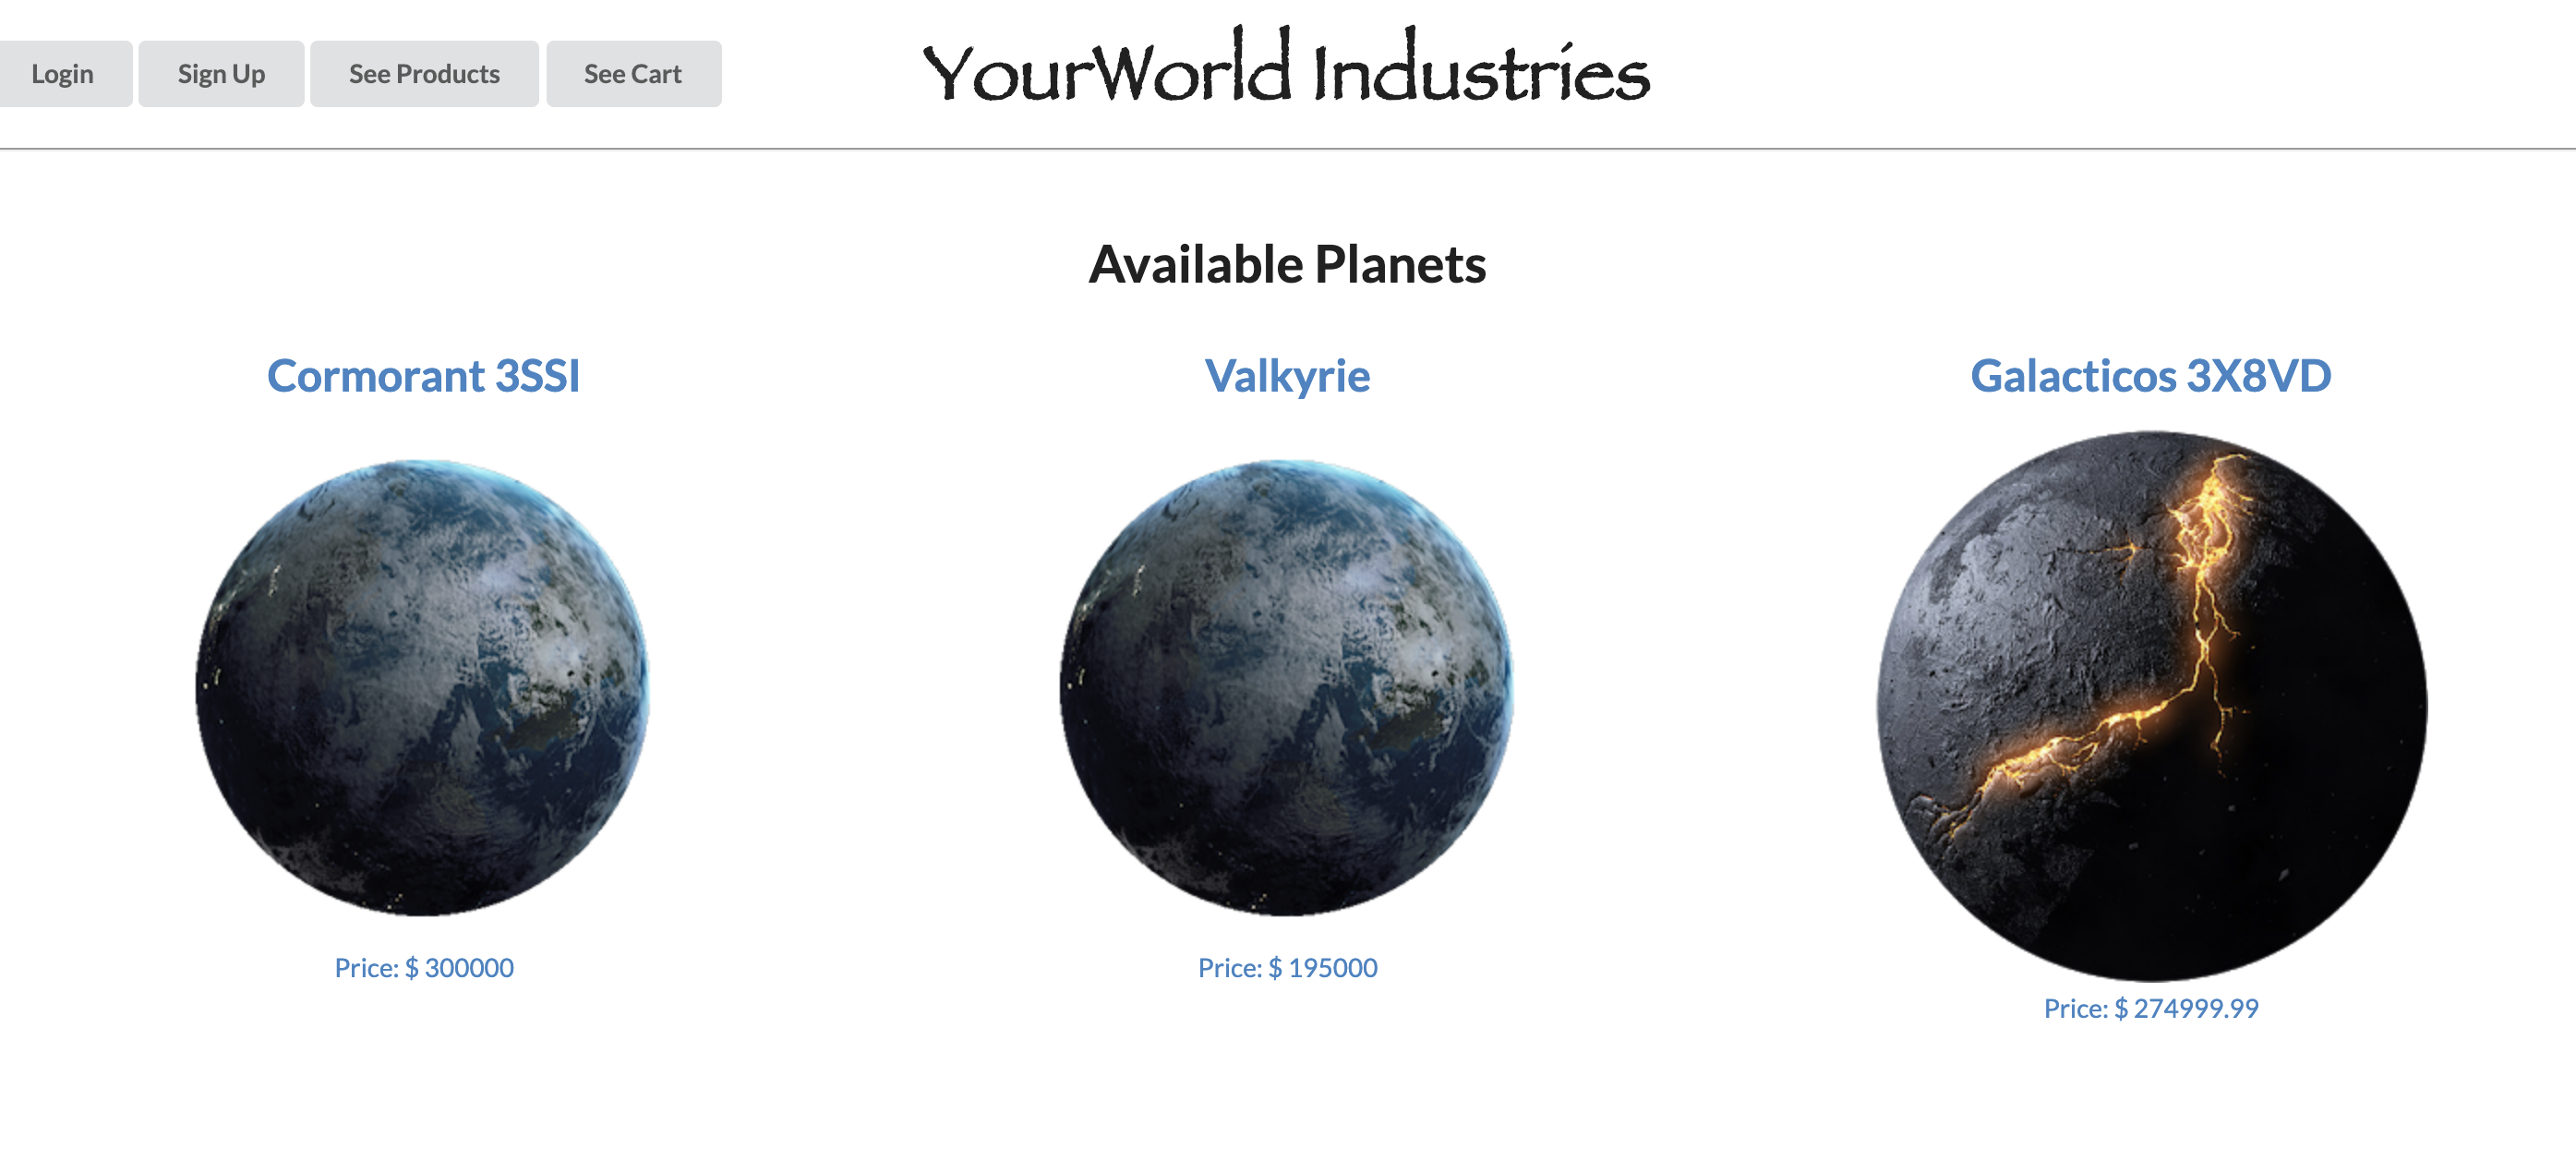 Login Sign Up See Products See Cart
YourWorld Industries
Available Planets
Cormorant 3SSI
Valkyrie
Galacticos 3X8VD
Price: $ 300000
Price: $ 195000
Price: $ 274999.99